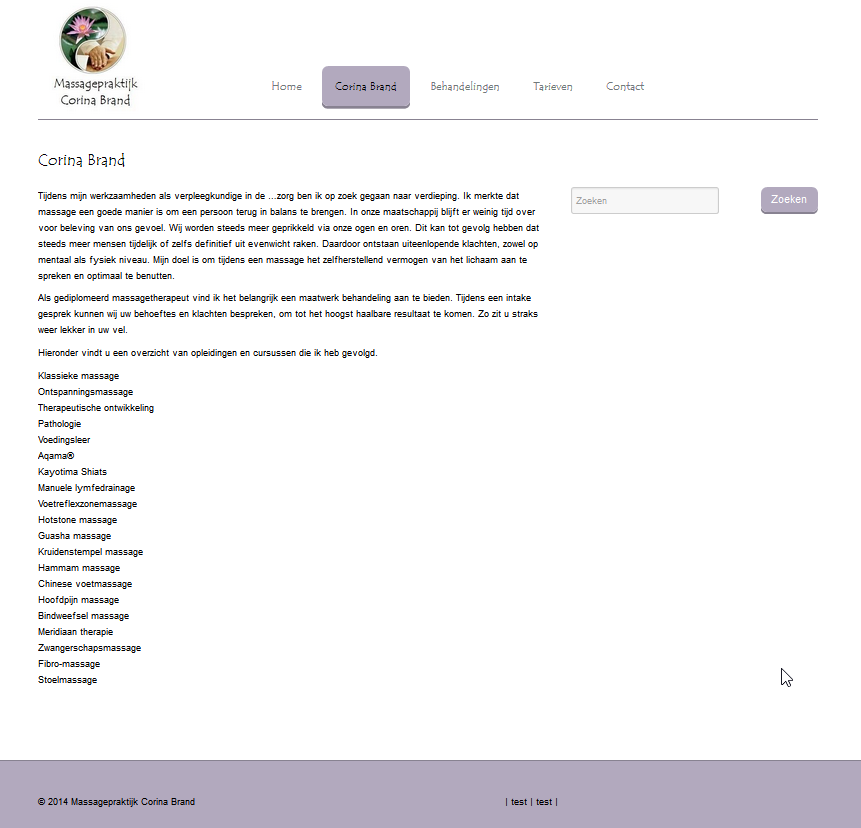 Massagepraktijk
Corina Brand
Home Corina Brand Behandelingen Tarieven Contact
Corina Brand
Zoeken Zoeken
Tijdens mijn werkzaamheden als verpleegkundige in de ...zorg ben ik op zoek gegaan naar verdieping. Ik merkte dat
massage een goede manier is om een persoon terug in balans te brengen. In onze maatschappij blijft er weinig tijd over
voor beleving van ons gevoel. Wij worden steeds meer geprikkeld via onze ogen en oren. Dit kan tot gevolg hebben dat
steeds meer mensen tijdelijk of zelfs definitief uit evenwicht raken. Daardoor ontstaan uiteenlopende klachten, zowel op
mentaal als fysiek niveau. Mijn doel is om tijdens een massage het zelfherstellend vermogen van het lichaam aan te
spreken en optimaal te benutten.
Als gediplomeerd massagetherapeut vind ik het belangrijk een maatwerk behandeling aan te bieden. Tijdens een intake
gesprek kunnen wij uw behoeftes en klachten bespreken, om tot het hoogst haalbare resultaat te komen. Zo zit u straks
weer lekker in uw vel.
Hieronder vindt u een overzicht van opleidingen en cursussen die ik heb gevolgd.
Klassieke massage
Ontspanningsmassage
Therapeutische ontwikkeling
Pathologie
Voedingsleer
Aqama®
Kayotima Shiats
Manuele lymfedrainage
Voetreflexzonemassage
Hotstone massage
Guasha massage
Kruidenstempel massage
Hammam massage
Chinese voetmassage
Hoofdpijn massage
Bindweefsel massage
Meridiaan therapie
Zwangerschapsmassage
Fibro-massage
Stoelmassage
© 2014 Massagepraktijk Corina Brand | test | test |